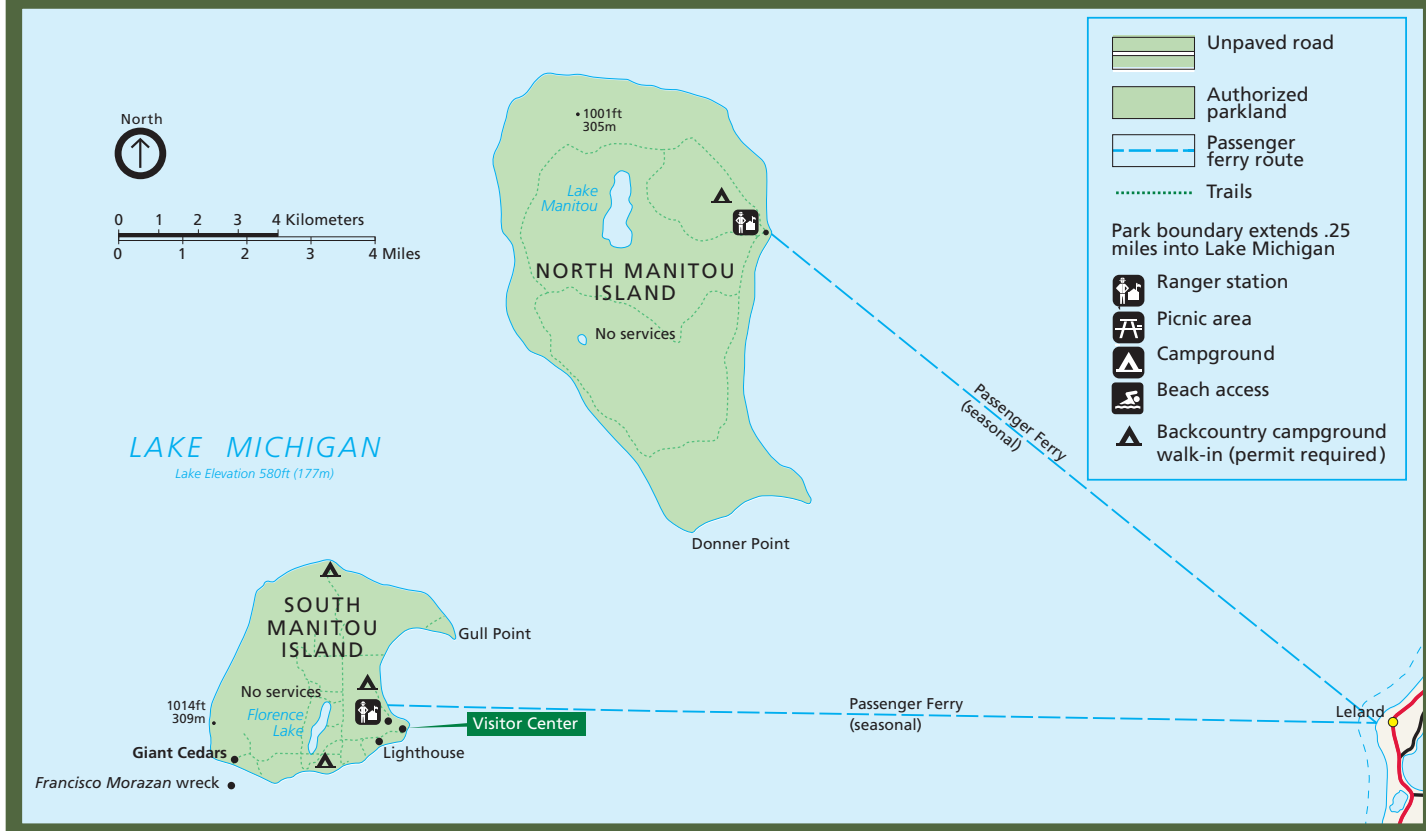 North
0 1 2 3 4 Kilometers
0 1 2 3 4 Miles
1001ft
305m
Lake
Manitou
NORTH MANITOU
ISLAND
No services
Donner Point
LAKE MICHIGAN
Lake Elevation 580ft (177m)
Passenger Ferry
(seasonal)
SOUTH
MANITOU
ISLAND
Gull Point
No services
1014ft
309m
Florence
Lake
Visitor Center
Giant Cedars
Lighthouse
Francisco Morazan wreck
Passenger Ferry
(seasonal)
Leland
Unpaved road
Authorized
parkland
Passenger
ferry route
Trails
Park boundary extends .25
miles into Lake Michigan
Ranger station
Picnic area
Campground
Beach access
Backcountry campground
walk-in (permit required)